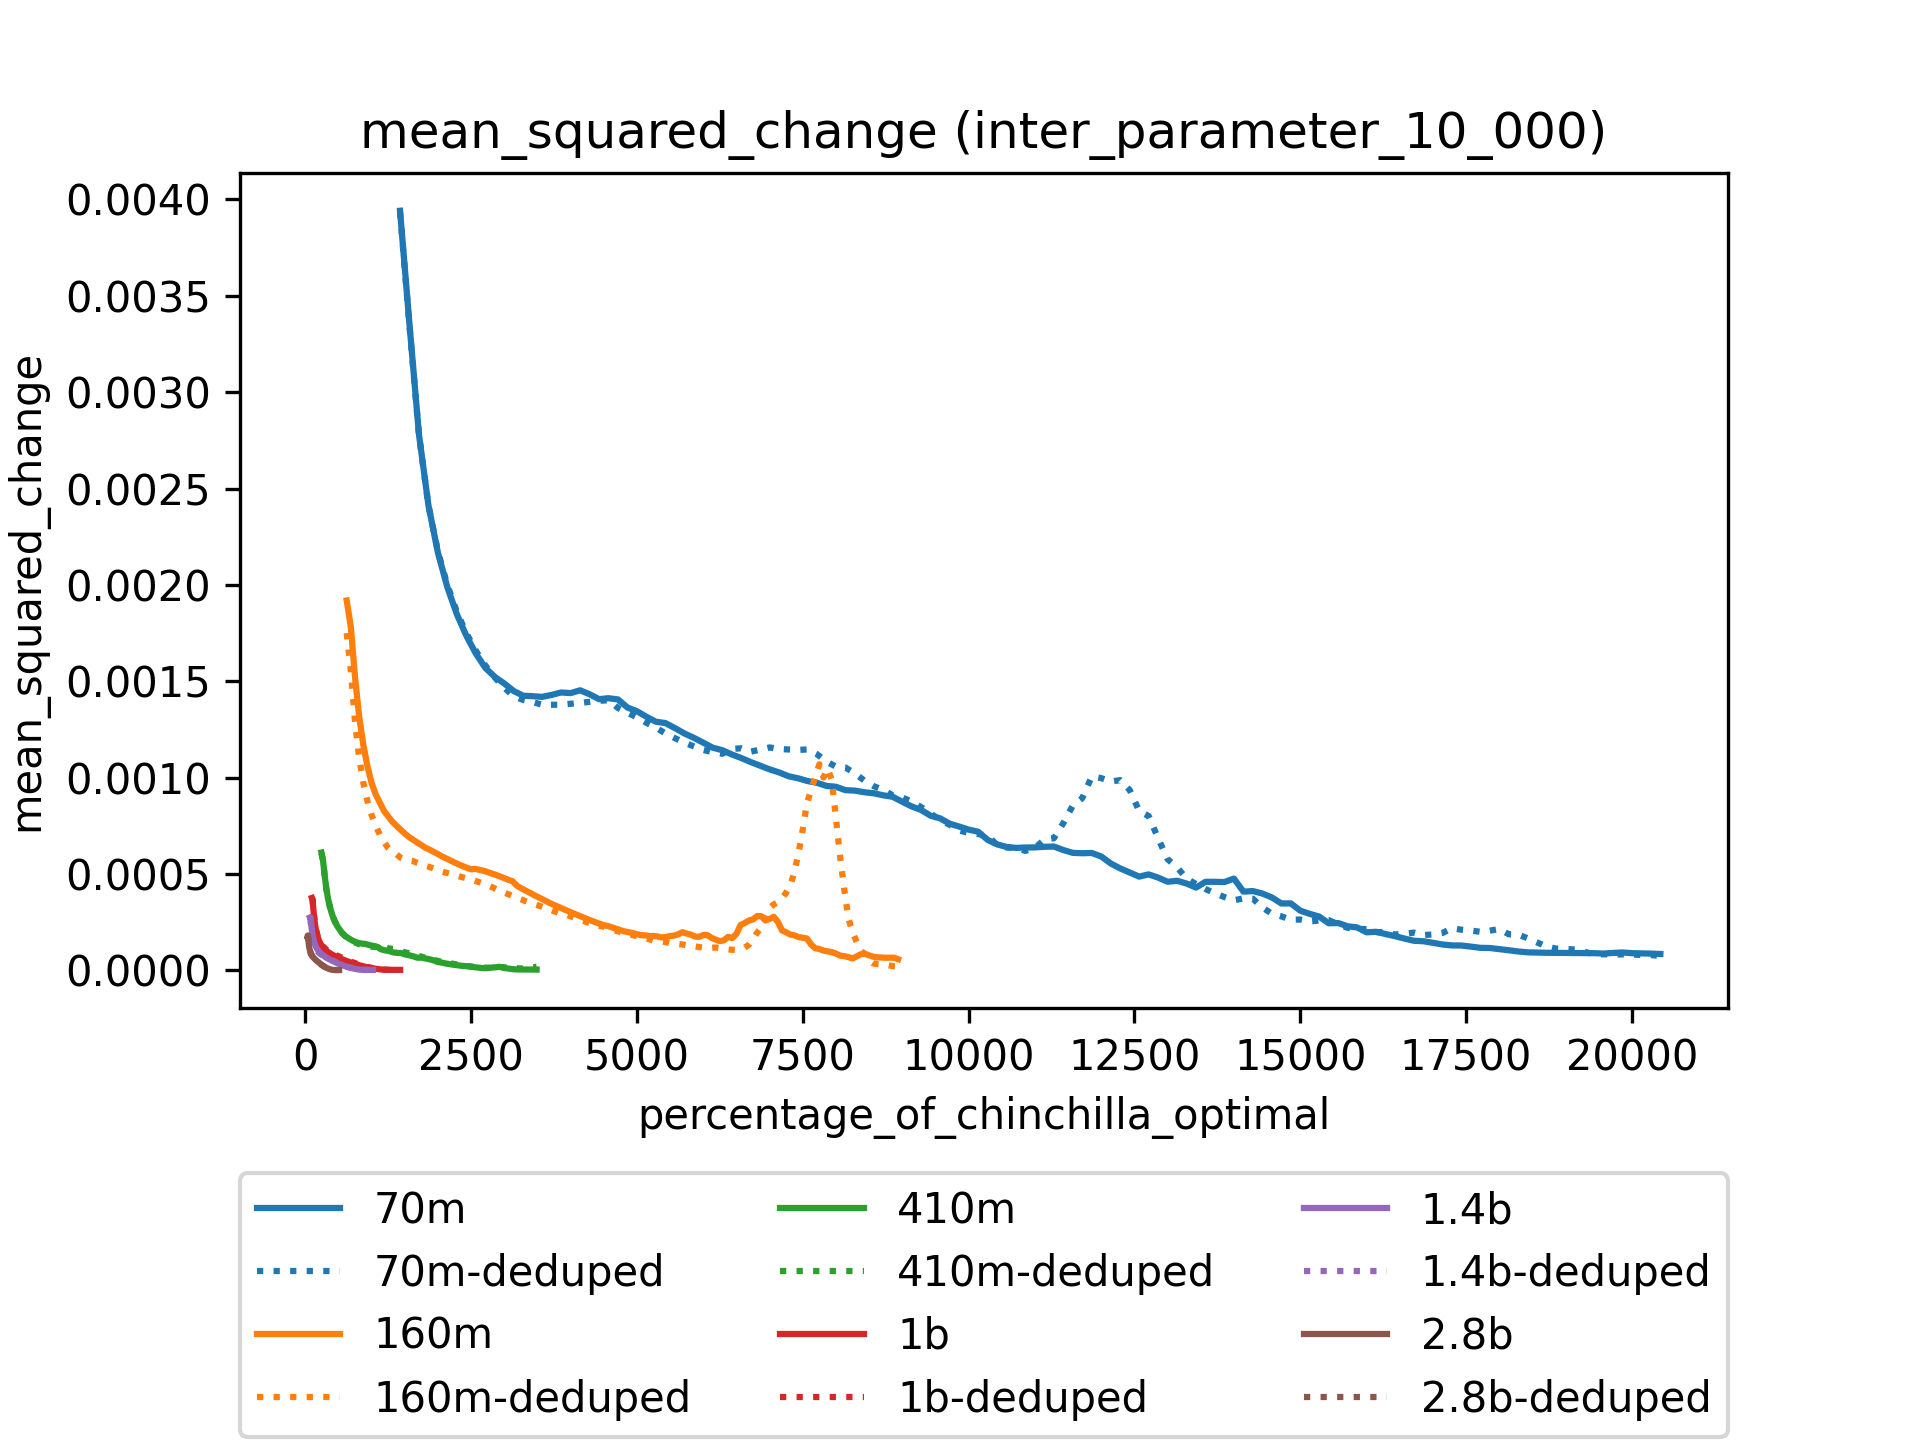 mean_squared_change (inter_parameter_10_000)
mean_squared_change
0.0040
0.0035
0.0030
0.0025
0.0020
0.0015
0.0010
0.0005
0.0000
0 2500 5000 7500 10000 12500 15000 17500 20000
percentage_of_chinchilla_optimal
70m 410m 1.4b
70m-deduped 410m-deduped 1.4b-deduped
160m 1b 2.8b
160m-deduped 1b-deduped 2.8b-deduped